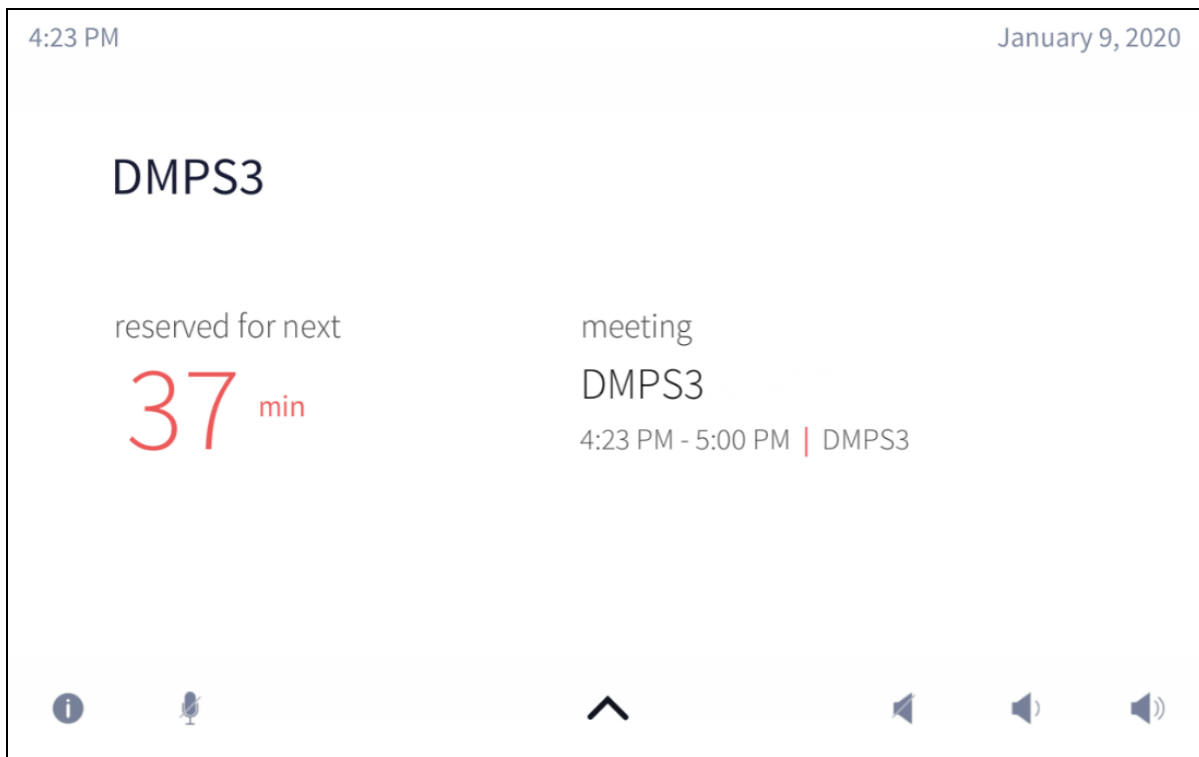 4:23 PM
January 9, 2020
DMPS3
reserved for next
37 min
meeting
DMPS3
4:23 PM - 5:00 PM | DMPS3